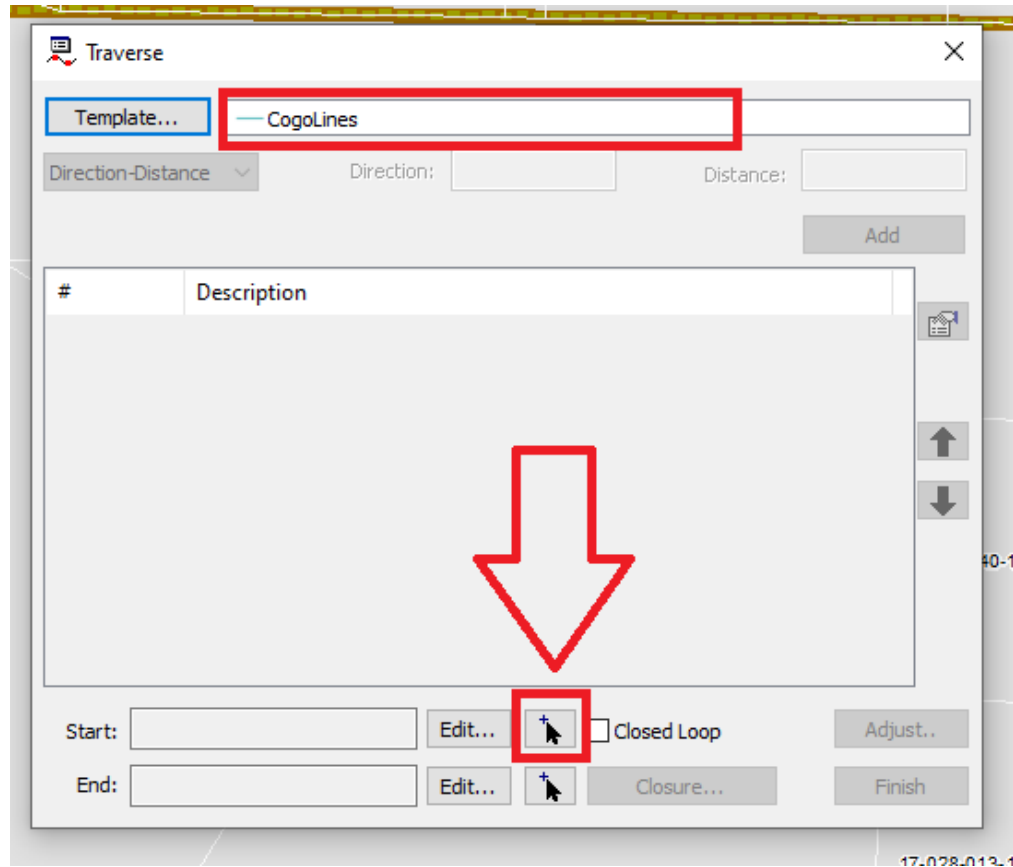 Traverse
Template... CogoLines
Direction-Distance Direction: Distance:
Add
# Description
40-1
Start: Edit... Closed Loop Adjust..
End: Edit... Closure... Finish
17-028-013-1